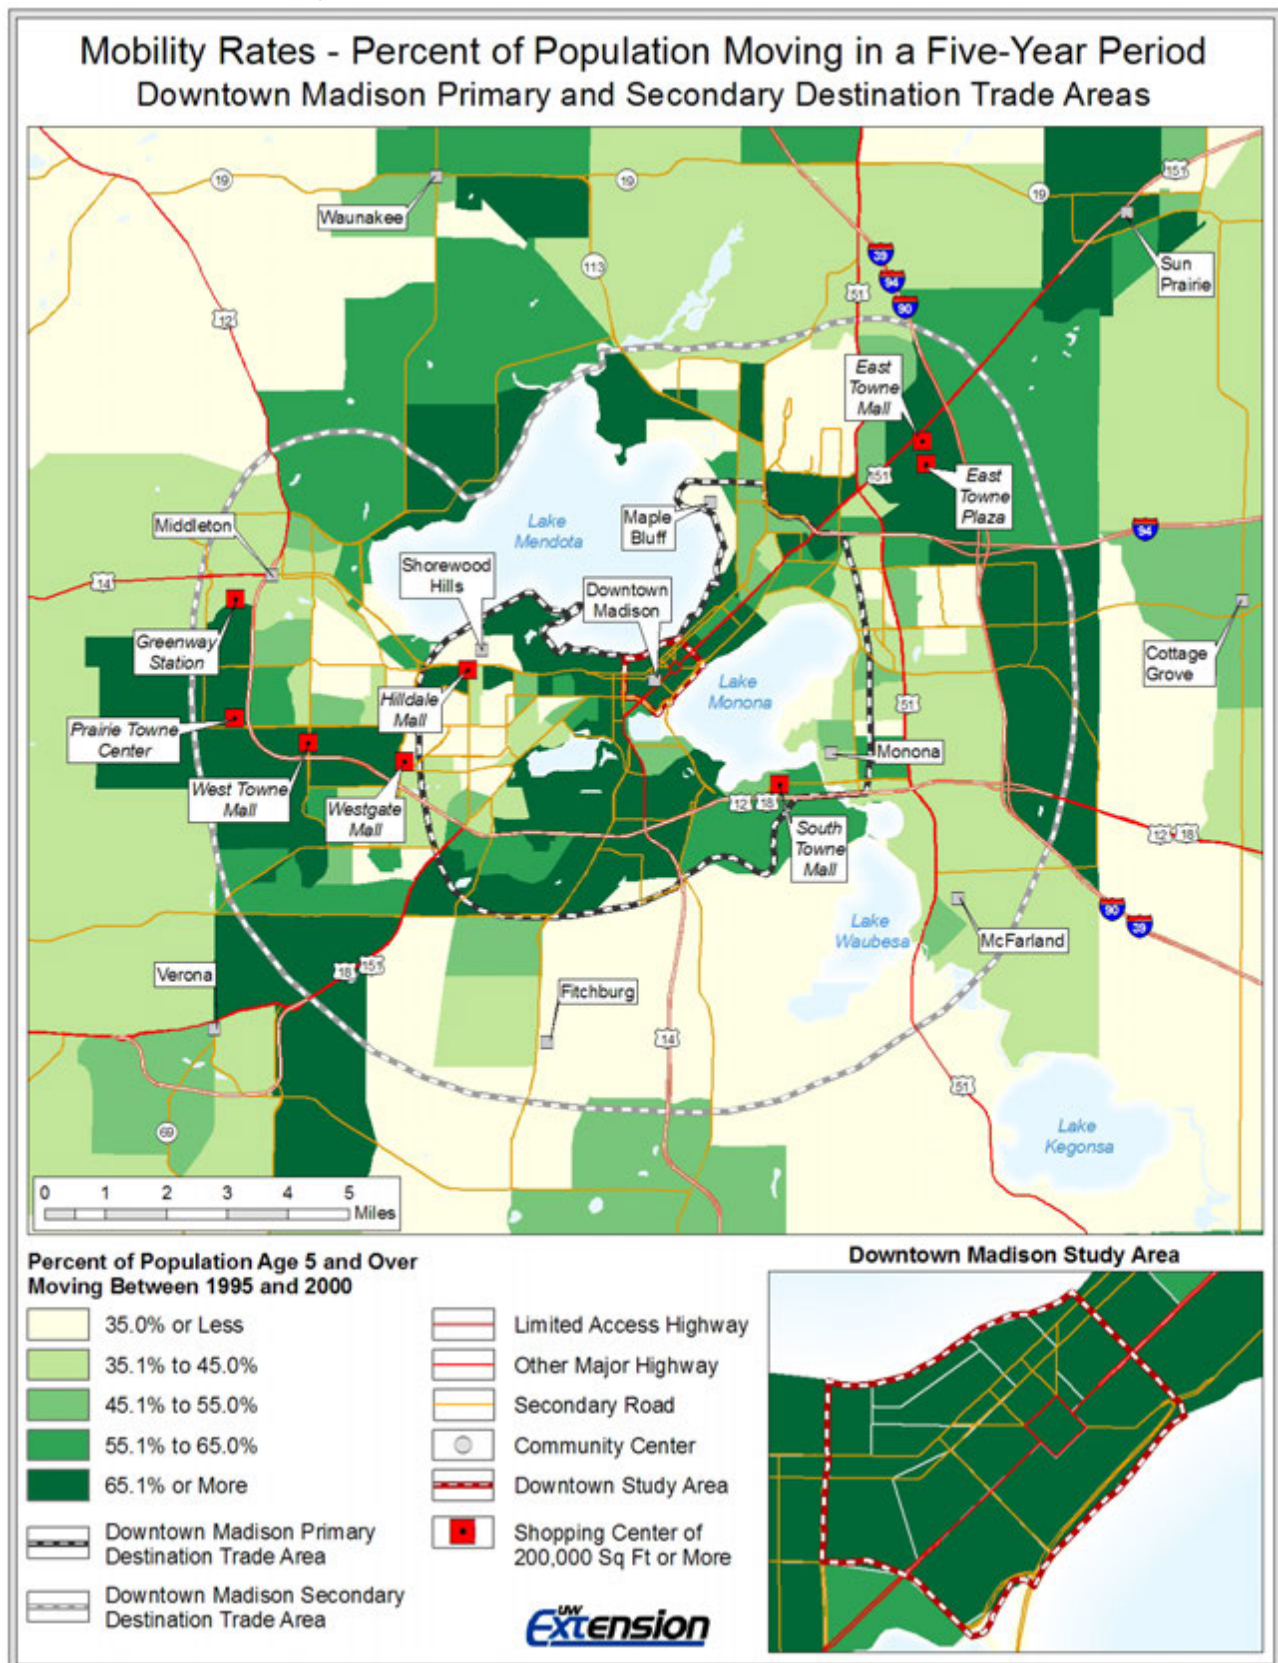 Mobility Rates - Percent of Population Moving in a Five-Year Period
Downtown Madison Primary and Secondary Destination Trade Areas
19
19
19
151
Waunakee
Sun
Prairie
113
39
94
90
12
51
East
Towne
Mall
151
East
Towne
Plaza
Middleton
Lake
Mendota
Maple
Bluff
94
14
Shorewood
Hills
Downtown
Madison
Greenway
Station
Cottage
Grove
Hilldale
Mall
Lake
Monona
51
Prairie Towne
Center
Monona
West Towne
Mall
Westgate
Mall
12
18
South
Towne
Mall
12
18
Lake
Waubesa
90
39
McFarland
Verona
18
151
Fitchburg
14
51
Lake
Kegonsa
69
0 1 2 3 4 5
Miles
Percent of Population Age 5 and Over
Moving Between 1995 and 2000
35.0% or Less
35.1% to 45.0%
45.1% to 55.0%
55.1% to 65.0%
65.1% or More
Downtown Madison Primary
Destination Trade Area
Downtown Madison Secondary
Destination Trade Area
Limited Access Highway
Other Major Highway
Secondary Road
Community Center
Downtown Study Area
Shopping Center of
200,000 Sq Ft or More
UW
Extension
Downtown Madison Study Area